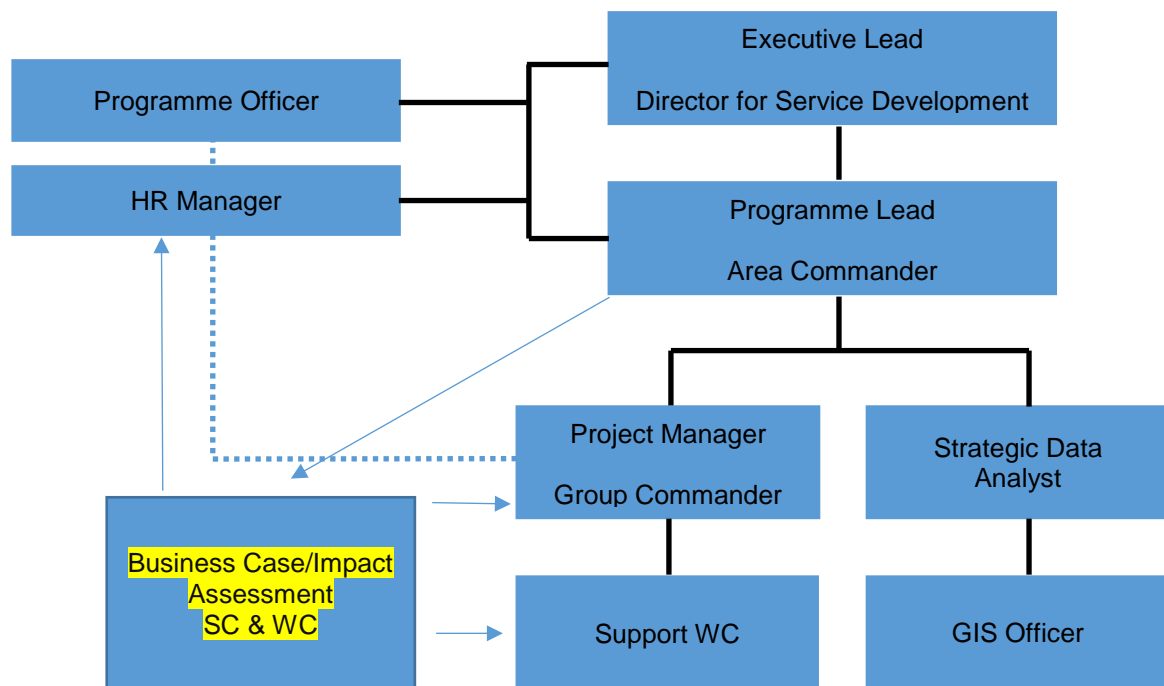 Executive Lead
Director for Service Development
Programme Officer
HR Manager
Programme Lead
Area Commander
Project Manager
Group Commander
Strategic Data
Analyst
Business Case/Impact
Assessment
SC & WC
Support WC
GIS Officer